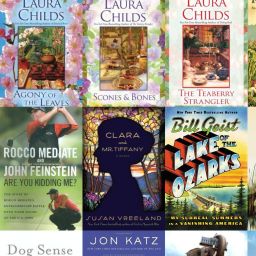 LAURA
CHILDS
AGONY OF THE LEAVES
LAURA
CHILDS
SCONES & BONES
LAURA
CHILDS
THE TEABERRY
STRANGLER
ROCCO MEDIATE
AND JOHN FEINSTEIN
ARE YOU KIDDING ME?
CLARA
AND
MR. TIFFANY
A NOVEL
SUSAN VREELAND
Bill Geist
LAKE
OF THE
OZARKS
MY SURREAL SUMMERS
IN A VANISHING AMERICA
Dog Sense
JON KATZ